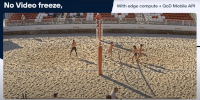 No Video freeze,
With edge compute + QoD Mobile API